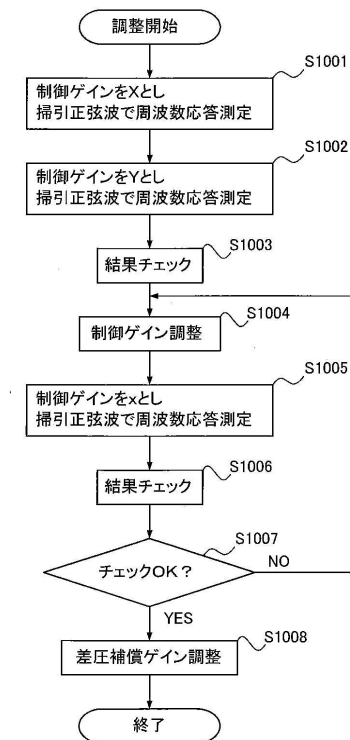 調整開始
S1001
制御ゲインをXとし
掃引正弦波で周波数応答測定
S1002
制御ゲインをYとし
掃引正弦波で周波数応答測定
S1003
結果チェック
S1004
制御ゲイン調整
S1005
制御ゲインをxとし
掃引正弦波で周波数応答測定
S1006
結果チェック
S1007
チェックOK?
NO
YES
S1008
差圧補償ゲイン調整
終了